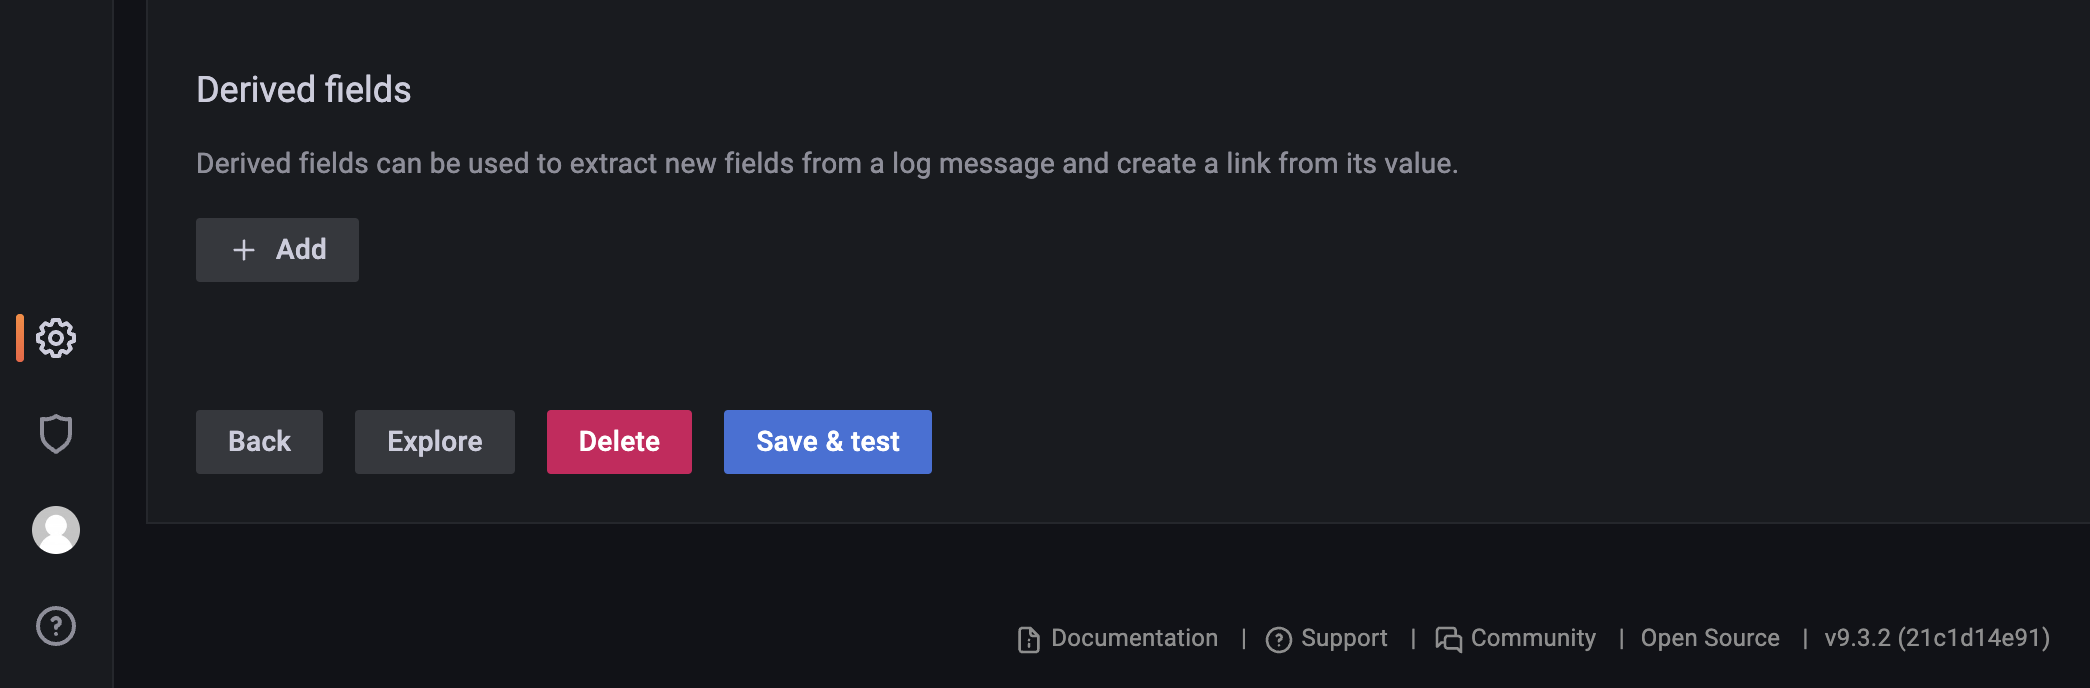 Derived fields
Derived fields can be used to extract new fields from a log message and create a link from its value.
+ Add
Back Explore Delete Save & test
Documentation | Support | Community | Open Source | v9.3.2 (21c1d14e91)